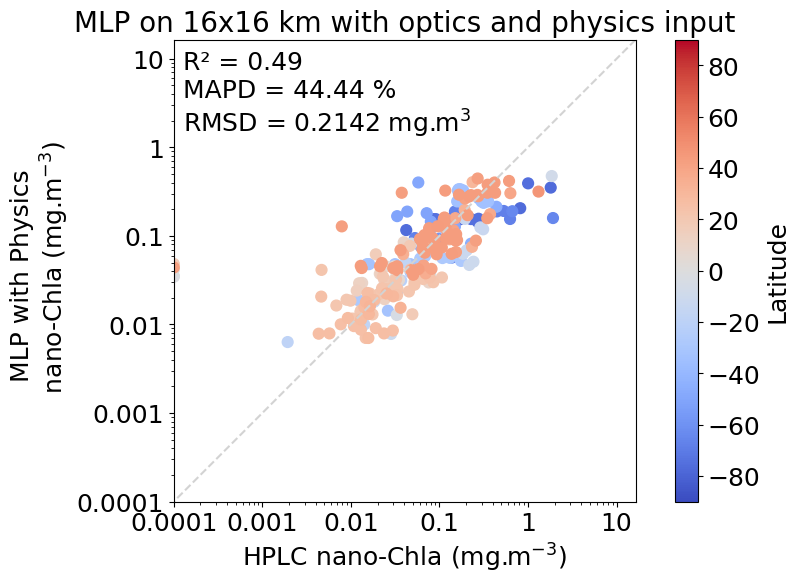 MLP on 16x16 km with optics and physics input
R² = 0.49
MAPD = 44.44 %
RMSD = 0.2142 mg.m³
MLP with Physics
nano-Chla (mg.m⁻³)
10
1
0.1
0.01
0.001
0.0001
0.0001 0.001 0.01 0.1 1 10
HPLC nano-Chla (mg.m⁻³)
80
60
40
20
0
−20
−40
−60
−80
Latitude